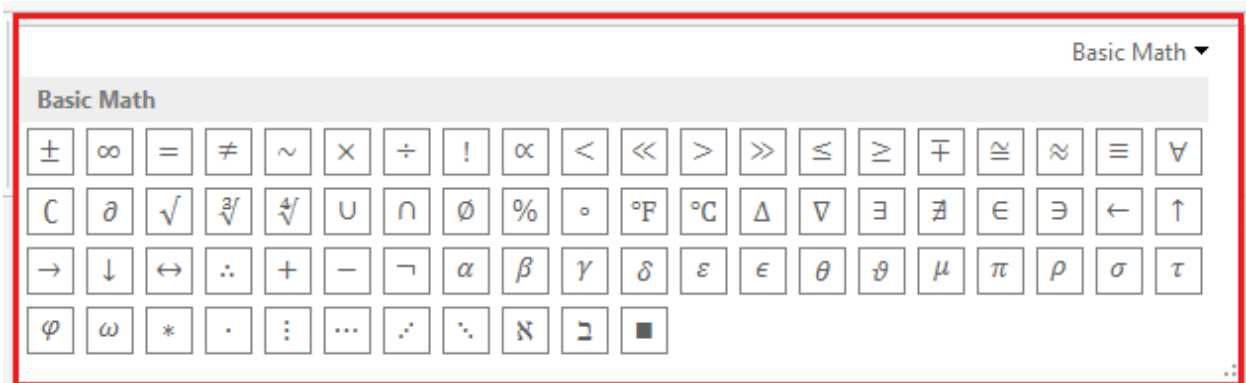 Basic Math
Basic Math
± ∞ = ≠ ~ × ÷ ! ∝ < ≪ > ≫ ≤ ≥ ∓ ≅ ≈ ≡ ∀
∁ ∂ √ ∛ ∜ ∪ ∩ ∅ % ° °F °C ∆ ∇ ∃ ∄ ∈ ∋ ← ↑
→ ↓ ↔ ∴ + − ¬ α β γ δ ε ϵ θ ϑ μ π ρ σ τ
φ ω ∗ ∙ ⋮ ⋯ ⋰ ⋱ ℵ ℶ ■